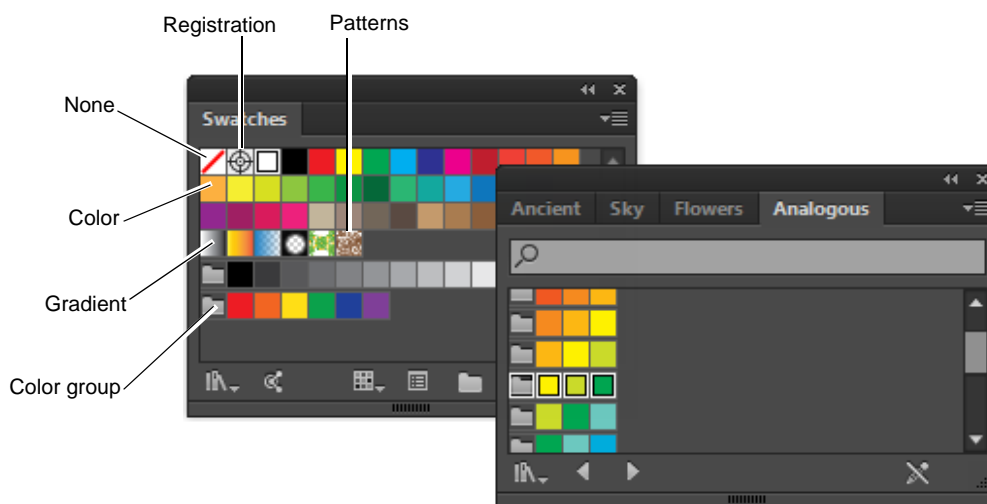 Registration Patterns
None
Swatches
Color
Ancient Sky Flowers Analogous
Gradient
Color group